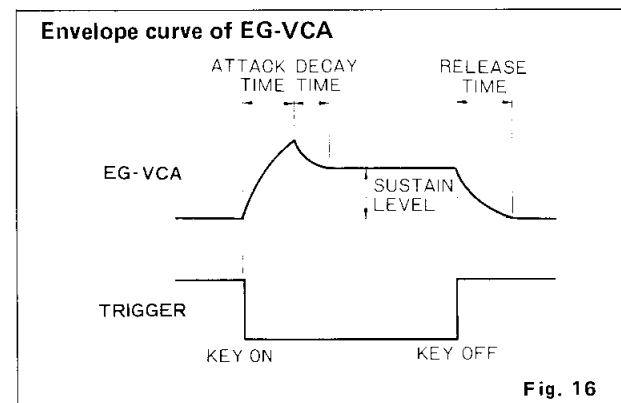 Envelope curve of EG-VCA
ATTACK DECAY RELEASE
TIME TIME TIME
EG-VCA
SUSTAIN
LEVEL
TRIGGER
KEY ON KEY OFF
Fig. 16